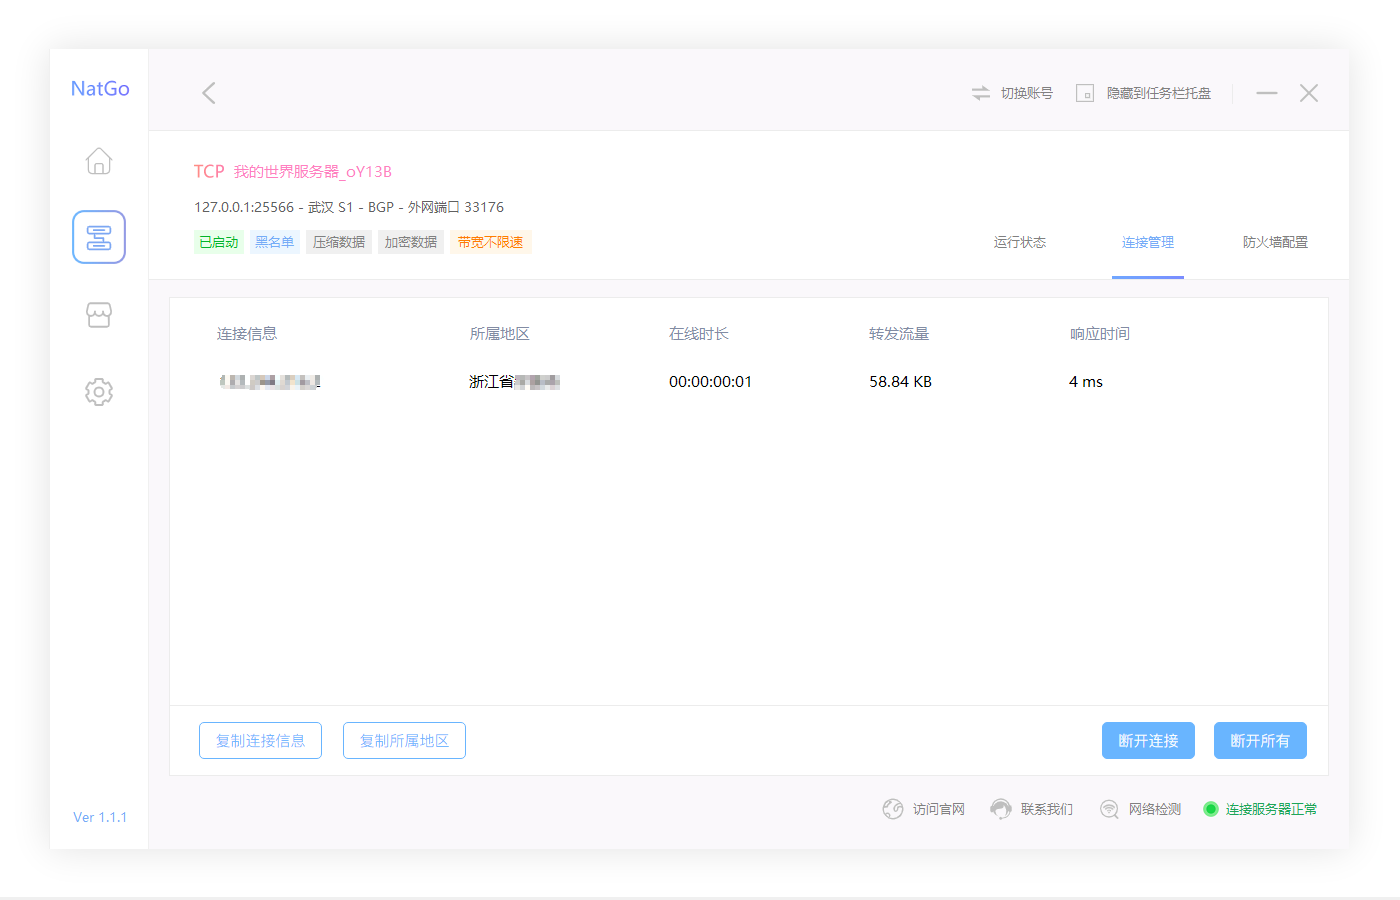 NatGo
切换账号
隐藏到任务栏托盘
TCP 我的世界服务器_oY13B
127.0.0.1:25566 - 武汉 S1 - BGP - 外网端口 33176
已启动 黑名单 压缩数据 加密数据 带宽不限速
运行状态 连接管理 防火墙配置
连接信息 所属地区 在线时长 转发流量 响应时间
浙江省 00:00:00:01 58.84 KB 4 ms
复制连接信息 复制所属地区 断开连接 断开所有
Ver 1.1.1
访问官网 联系我们 网络检测 连接服务器正常